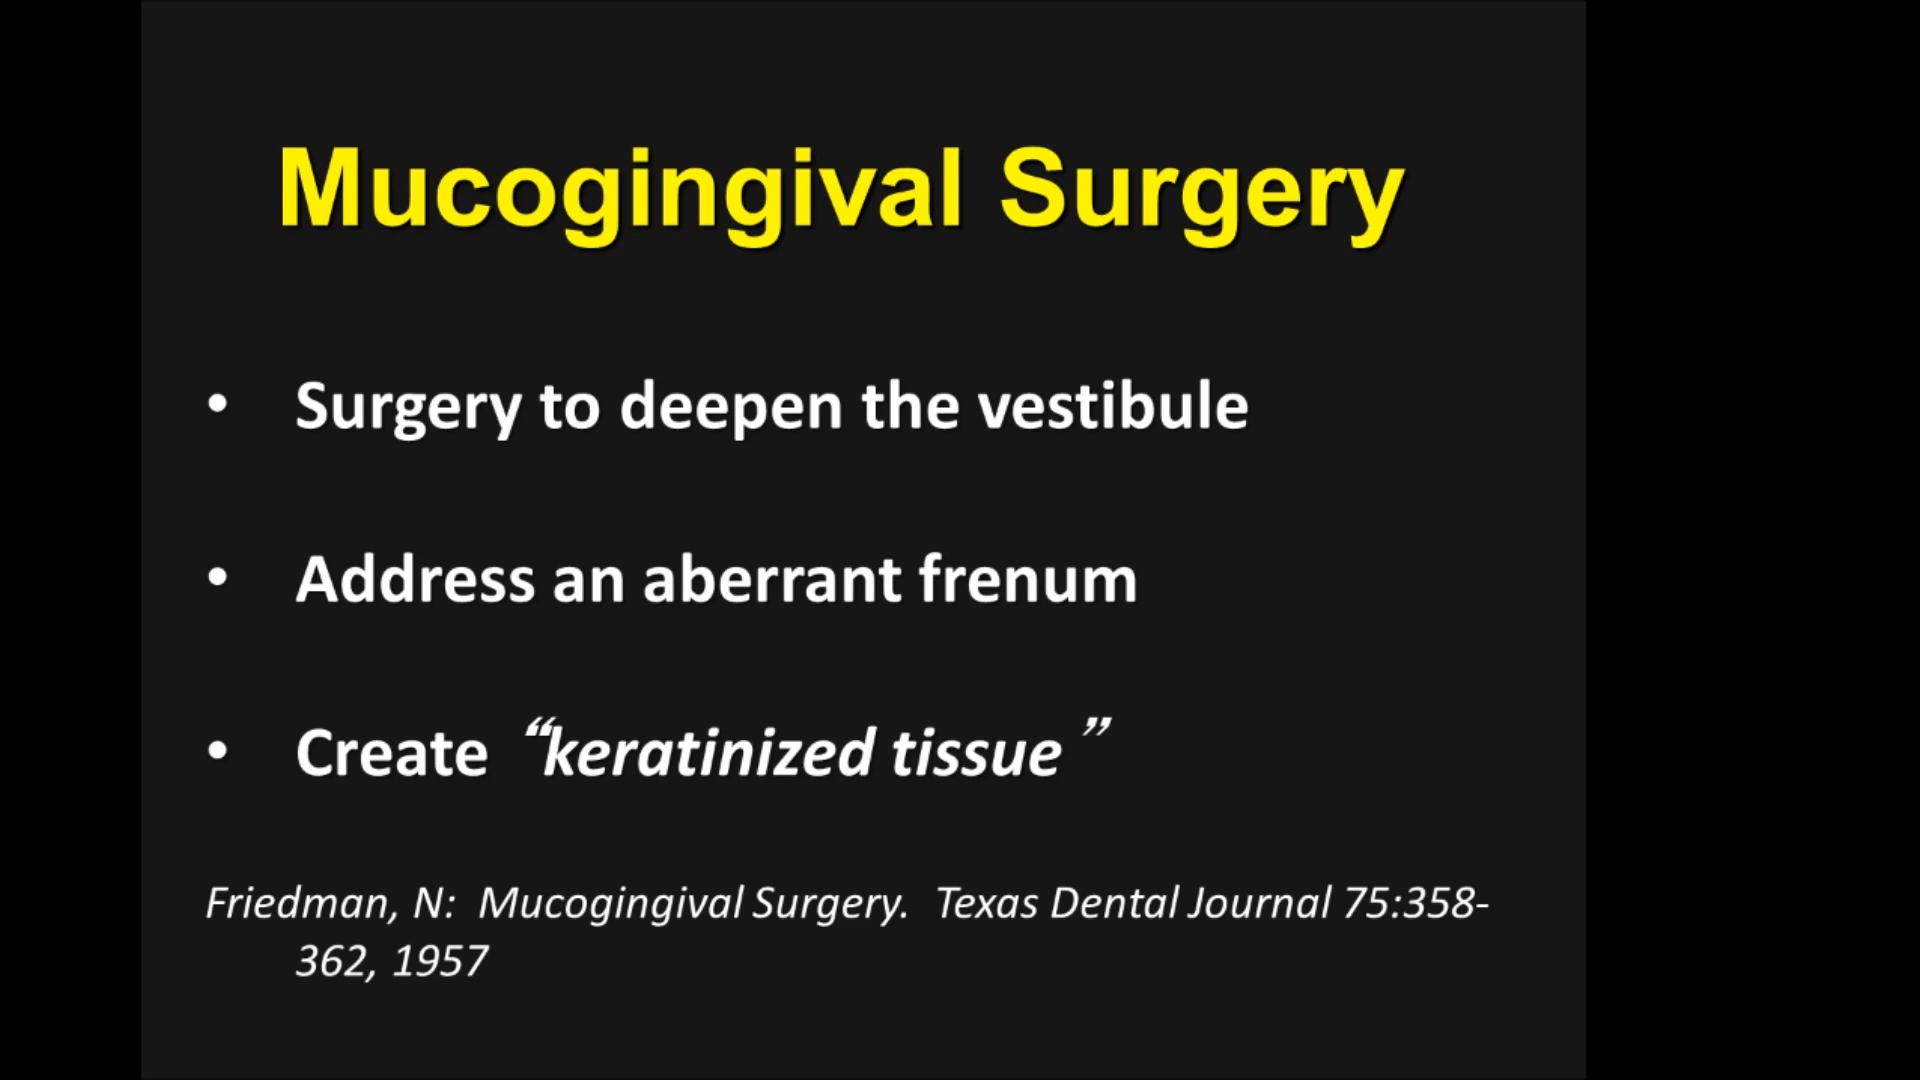 Mucogingival Surgery
• Surgery to deepen the vestibule
• Address an aberrant frenum
• Create “keratinized tissue”
Friedman, N: Mucogingival Surgery. Texas Dental Journal 75:358-
362, 1957